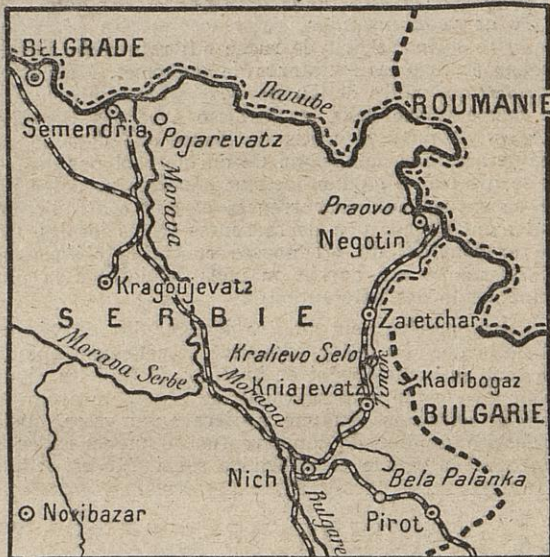 BELGRADE
Danube
ROUMANIE
Semendria
Pojarevatz
Morava
Praovo
Negotin
Kragoujevatz
SERBIE
Zaietchar
Morava Serbe
Kralievo Selo
Morava
Kniajevatz
Timok
Kadibogaz
BULGARIE
Nich
Bela Palanka
Bulgare
Novibazar
Pirot